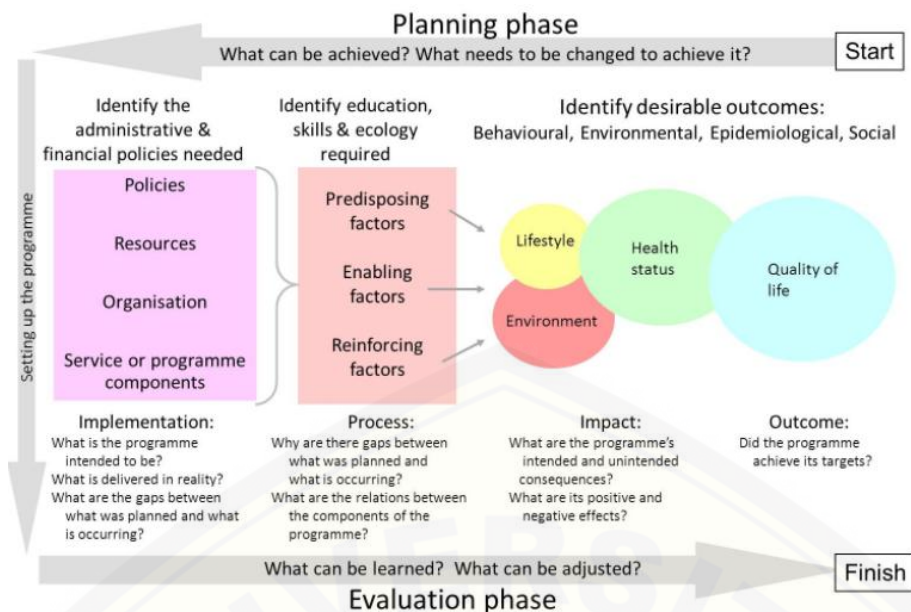 Planning phase
What can be achieved? What needs to be changed to achieve it?
Start
Setting up the programme
Identify the
administrative &
financial policies needed
Identify education,
skills & ecology
required
Identify desirable outcomes:
Behavioural, Environmental, Epidemiological, Social
Policies
Resources
Organisation
Service or programme
components
Predisposing
factors
Enabling
factors
Reinforcing
factors
Lifestyle
Environment
Health
status
Quality of
life
Implementation:
What is the programme
intended to be?
What is delivered in reality?
What are the gaps between
what was planned and what
is occurring?
Process:
Why are there gaps between
what was planned and
what is occurring?
What are the relations between
the components of the
programme?
Impact:
What are the programme's
intended and unintended
consequences?
What are its positive and
negative effects?
Outcome:
Did the programme
achieve its targets?
What can be learned? What can be adjusted?
Finish
Evaluation phase